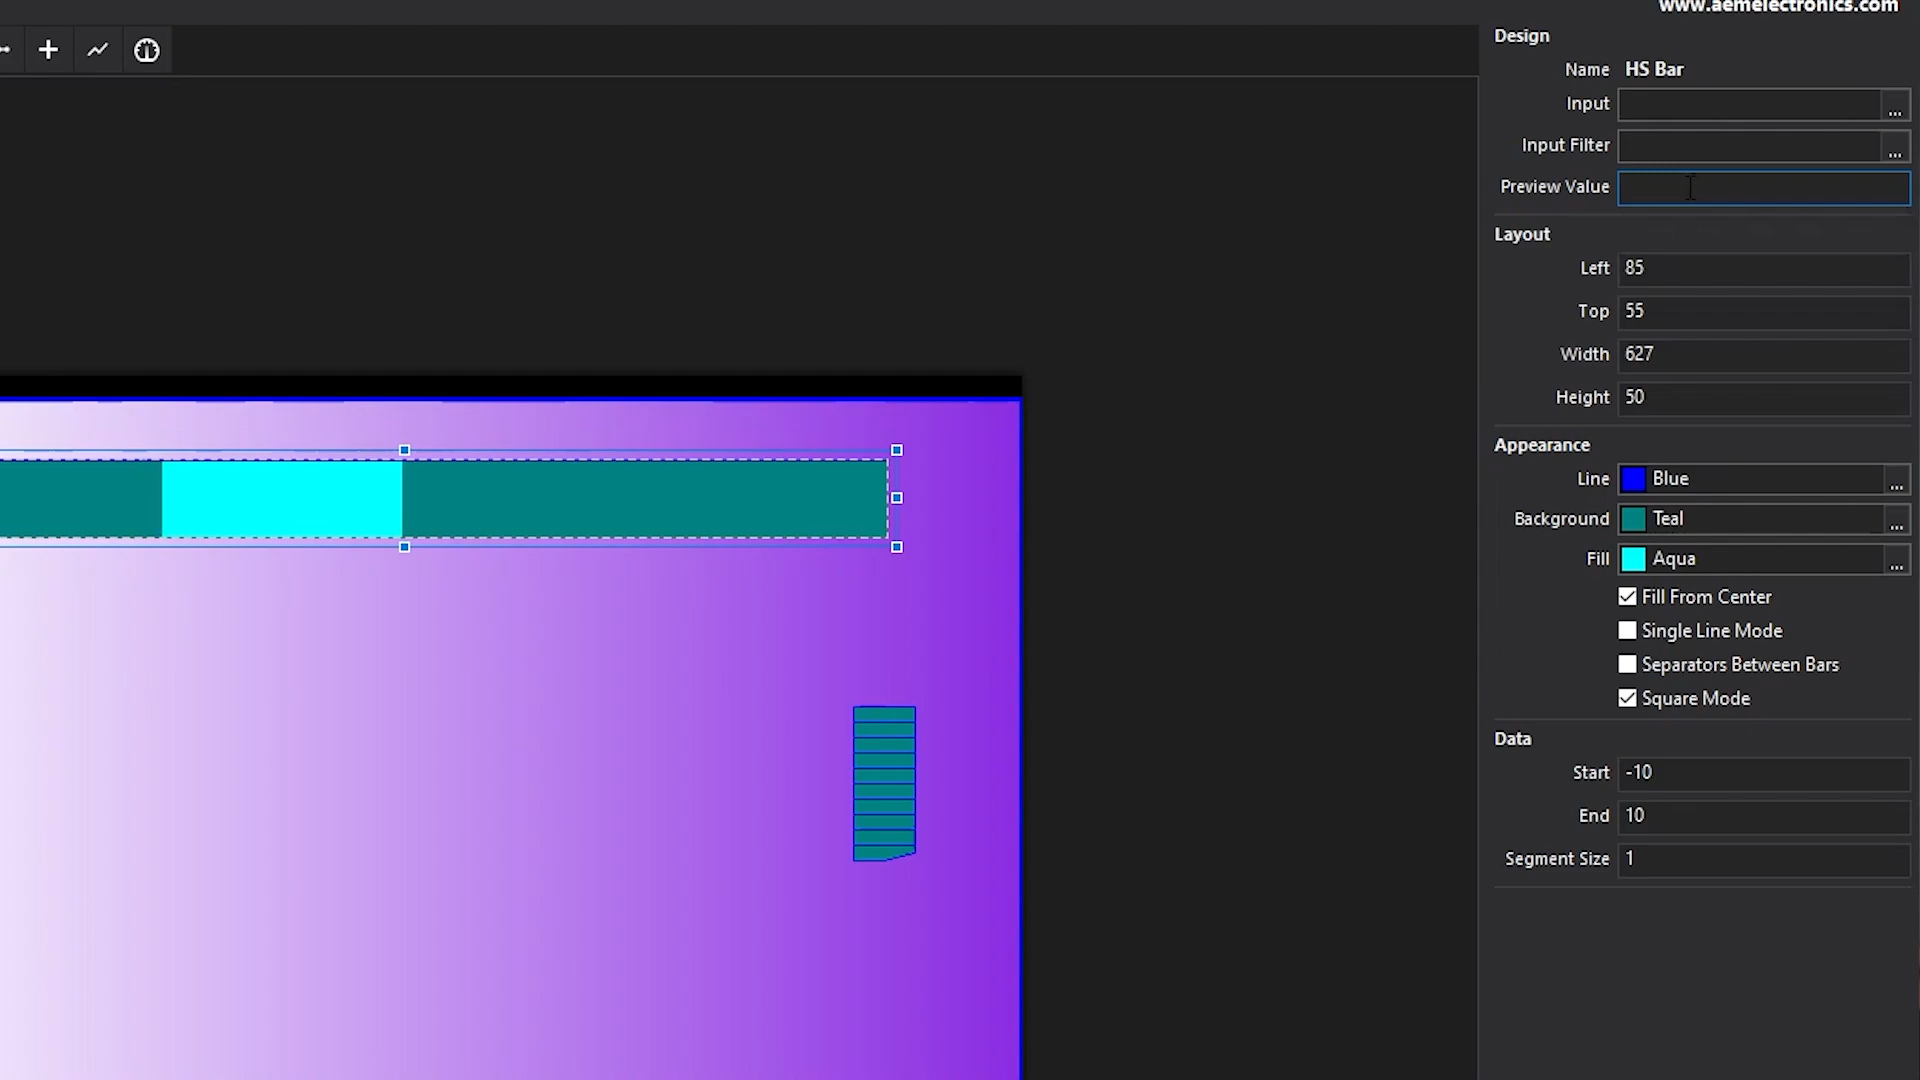 www.aemelectronics.com
Design
Name HS Bar
Input ...
Input Filter ...
Preview Value
Layout
Left 85
Top 55
Width 627
Height 50
Appearance
Line Blue ...
Background Teal ...
Fill Aqua ...
Fill From Center
Single Line Mode
Separators Between Bars
Square Mode
Data
Start -10
End 10
Segment Size 1